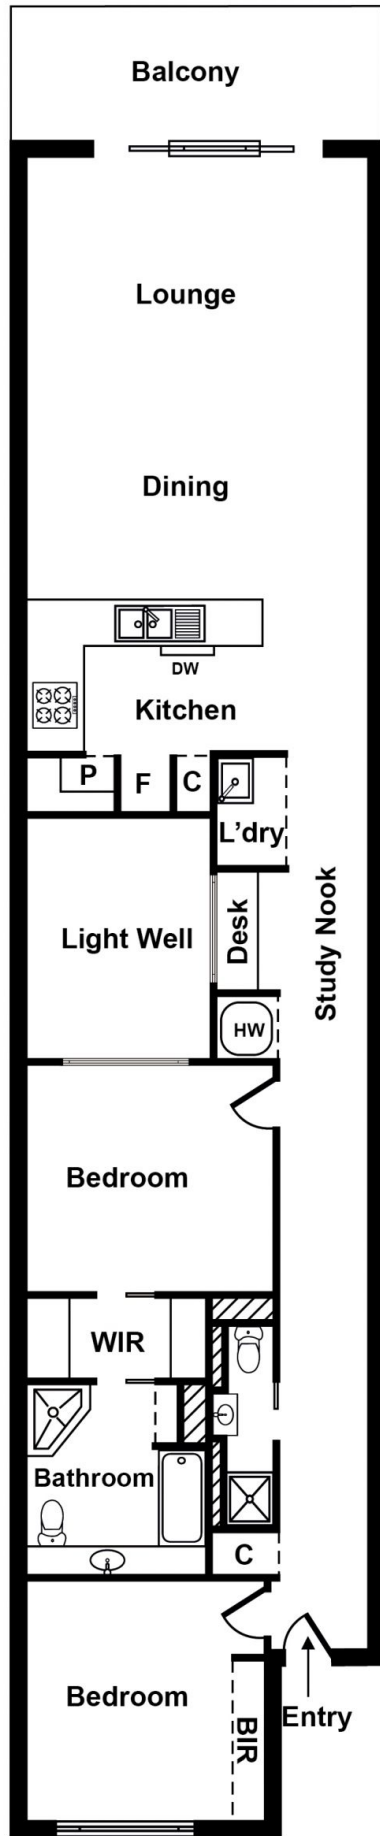 Balcony
Lounge
Dining
DW
Kitchen
P
F
C
L'dry
Light Well
Desk
Study Nook
HW
Bedroom
WIR
Bathroom
C
Bedroom
BIR
Entry